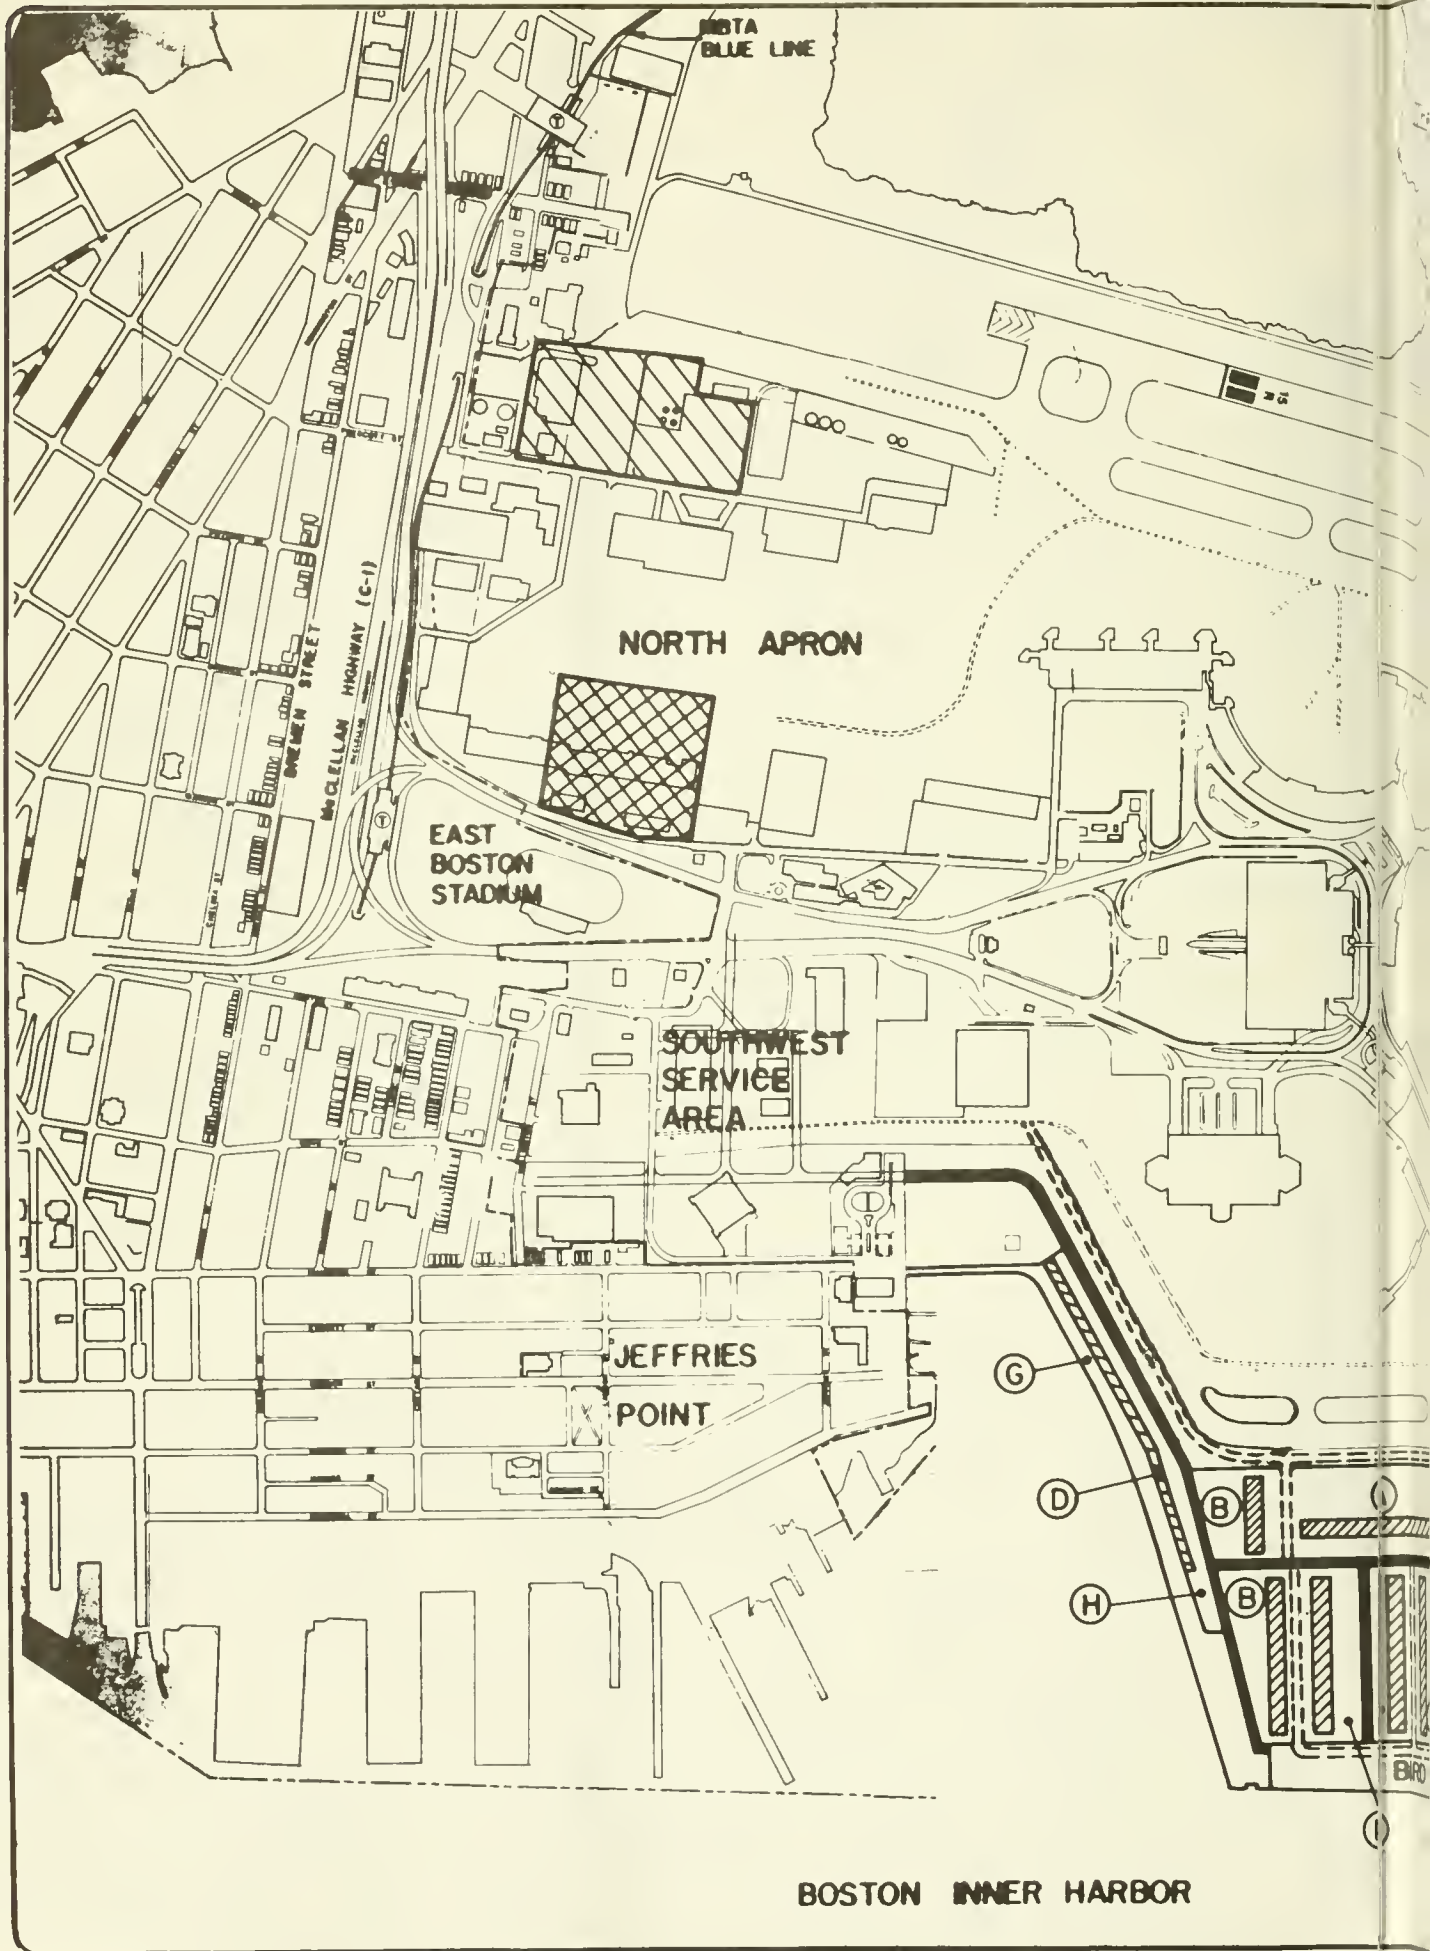 MBTA
BLUE LINE
T
15
R
BREMEN STREET
McCLELLAN HIGHWAY (C-1)
NORTH APRON
T
EAST
BOSTON
STADIUM
SOUTHWEST
SERVICE
AREA
JEFFRIES
POINT
G
D
B
H
B
BIRD
BOSTON INNER HARBOR